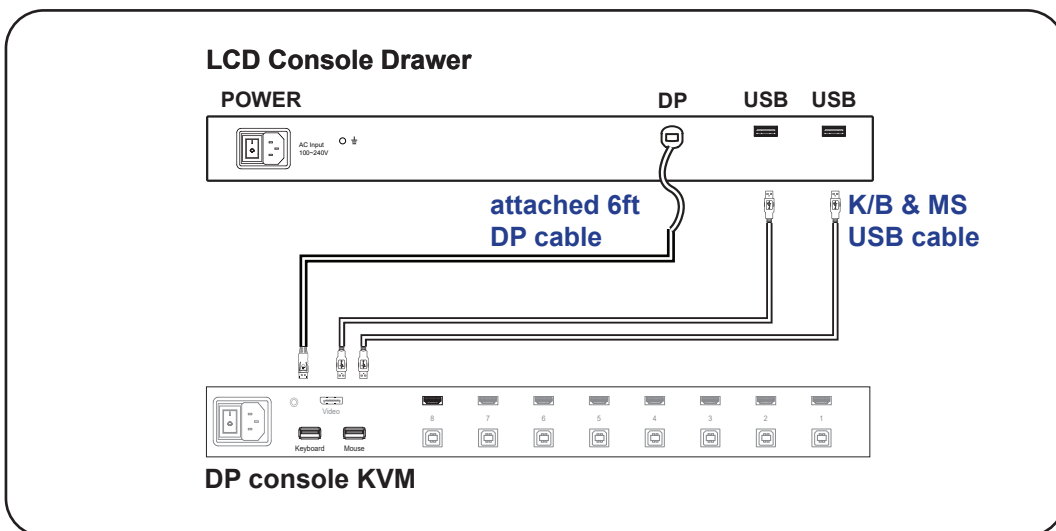 LCD Console Drawer
POWER DP USB USB
AC Input
100~240V
attached 6ft
DP cable
K/B & MS
USB cable
Video
8 7 6 5 4 3 2 1
Keyboard Mouse
DP console KVM